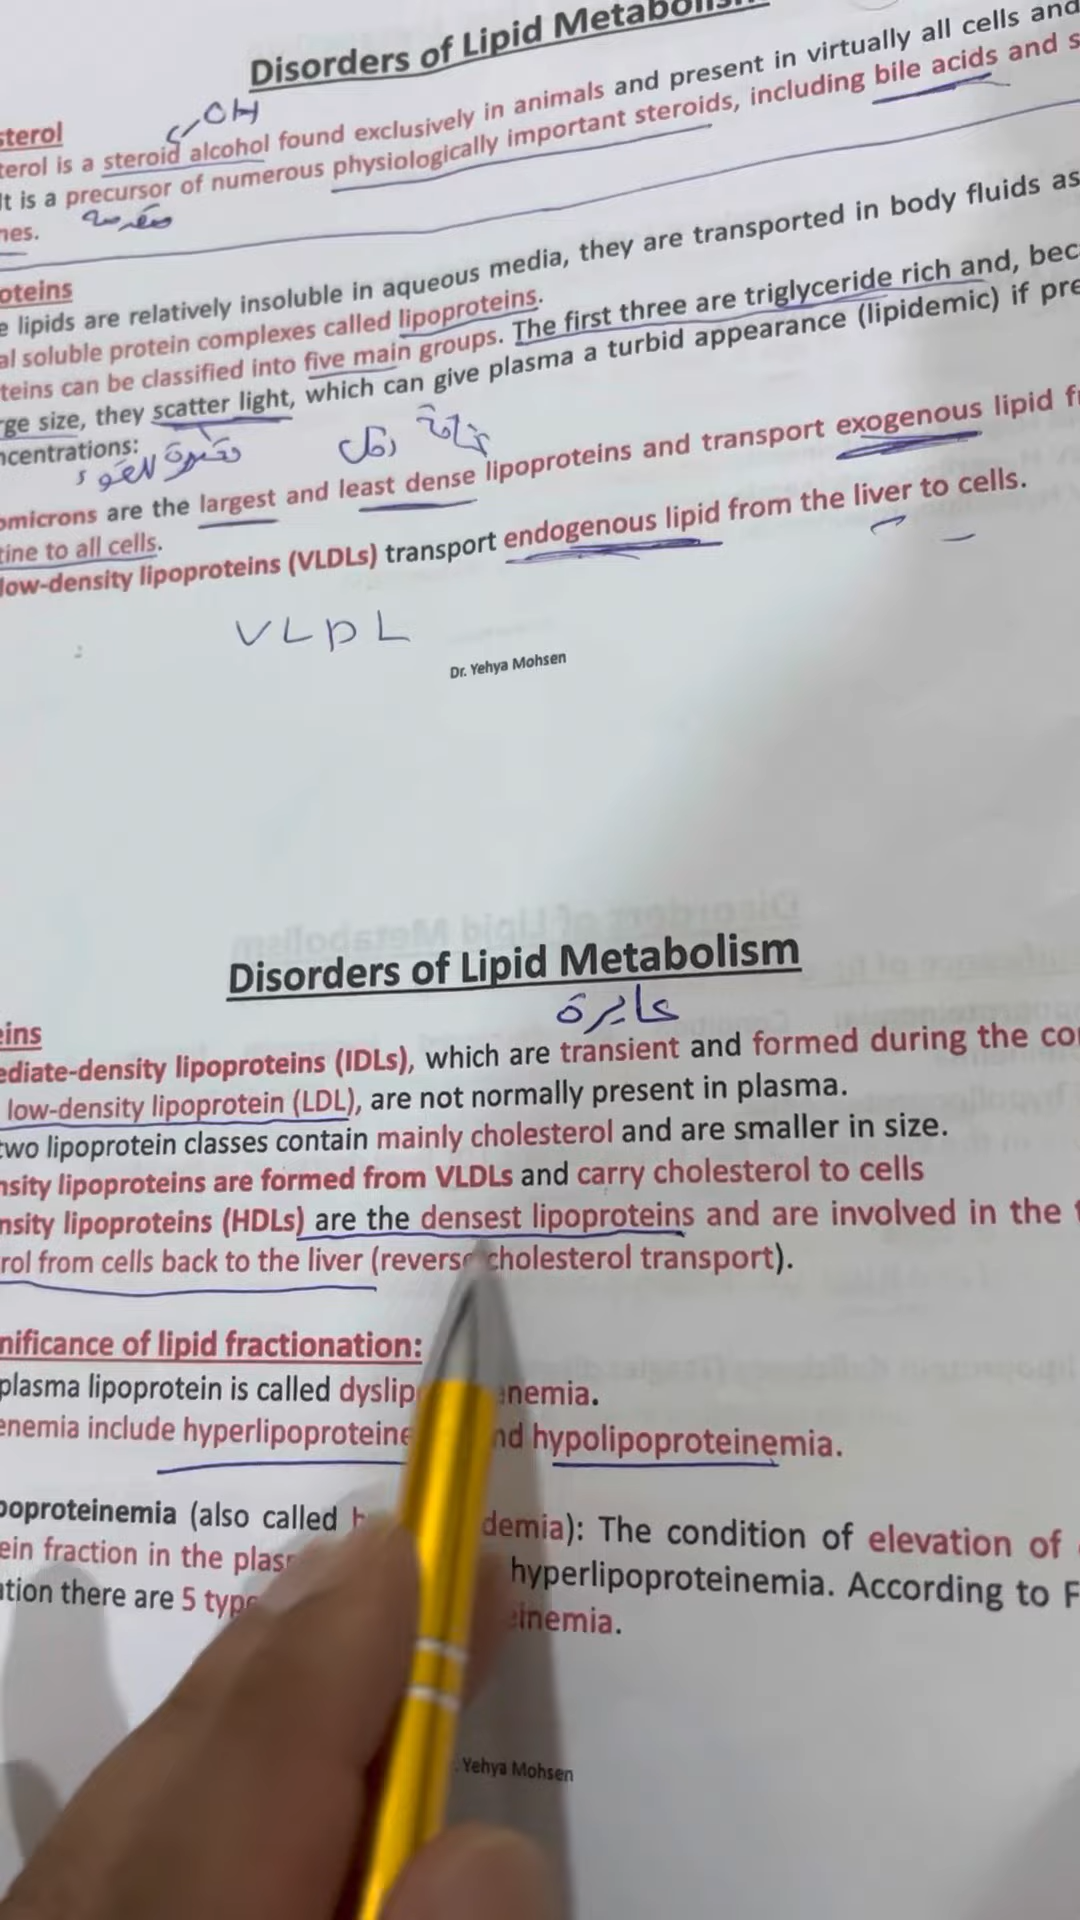 Disorders of Lipid Metabolism
OH
sterol
terol is a steroid alcohol found exclusively in animals and present in virtually all cells and
It is a precursor of numerous physiologically important steroids, including bile acids and s
nes.
oteins
e lipids are relatively insoluble in aqueous media, they are transported in body fluids as
al soluble protein complexes called lipoproteins.
teins can be classified into five main groups. The first three are triglyceride rich and, bec
rge size, they scatter light, which can give plasma a turbid appearance (lipidemic) if pre
ncentrations:
omicrons are the largest and least dense lipoproteins and transport exogenous lipid f
tine to all cells.
low-density lipoproteins (VLDLs) transport endogenous lipid from the liver to cells.
VLDL
Dr. Yehya Mohsen
Disorders of Lipid Metabolism
عابرة
eins
ediate-density lipoproteins (IDLs), which are transient and formed during the co
low-density lipoprotein (LDL), are not normally present in plasma.
two lipoprotein classes contain mainly cholesterol and are smaller in size.
nsity lipoproteins are formed from VLDLs and carry cholesterol to cells
nsity lipoproteins (HDLs) are the densest lipoproteins and are involved in the
rol from cells back to the liver (reverse cholesterol transport).
nificance of lipid fractionation:
plasma lipoprotein is called dyslip enemia.
enemia include hyperlipoproteine nd hypolipoproteinemia.
poproteinemia (also called h demia): The condition of elevation of
ein fraction in the plas hyperlipoproteinemia. According to F
ation there are 5 type einemia.
Yehya Mohsen